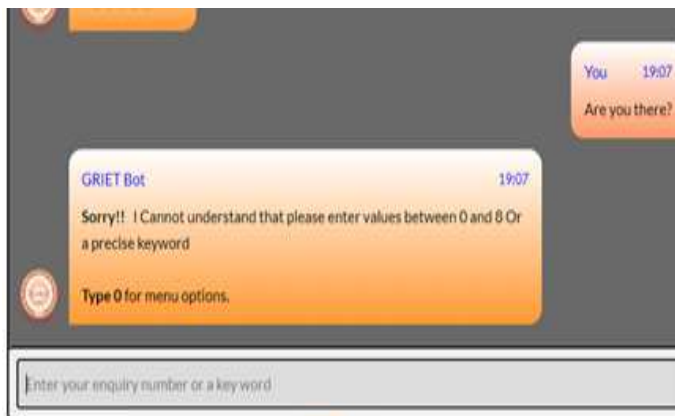 You 19:07
Are you there?
GRIET Bot 19:07
Sorry!! I Cannot understand that please enter values between 0 and 8 Or
a precise keyword
Type 0 for menu options.
Enter your enquiry number or a key word